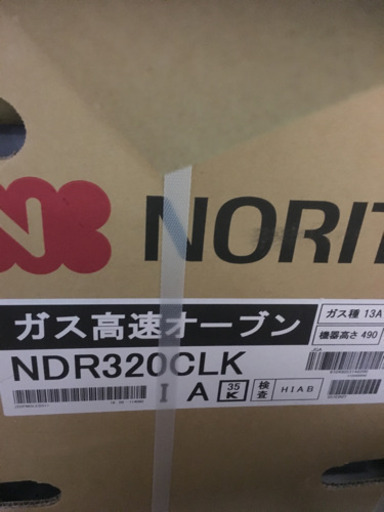 N NORIT
ガス高速オーブン
ガス種 13A
機器高さ 490
NDR320CLK
I A 35 K 検査 HIAB